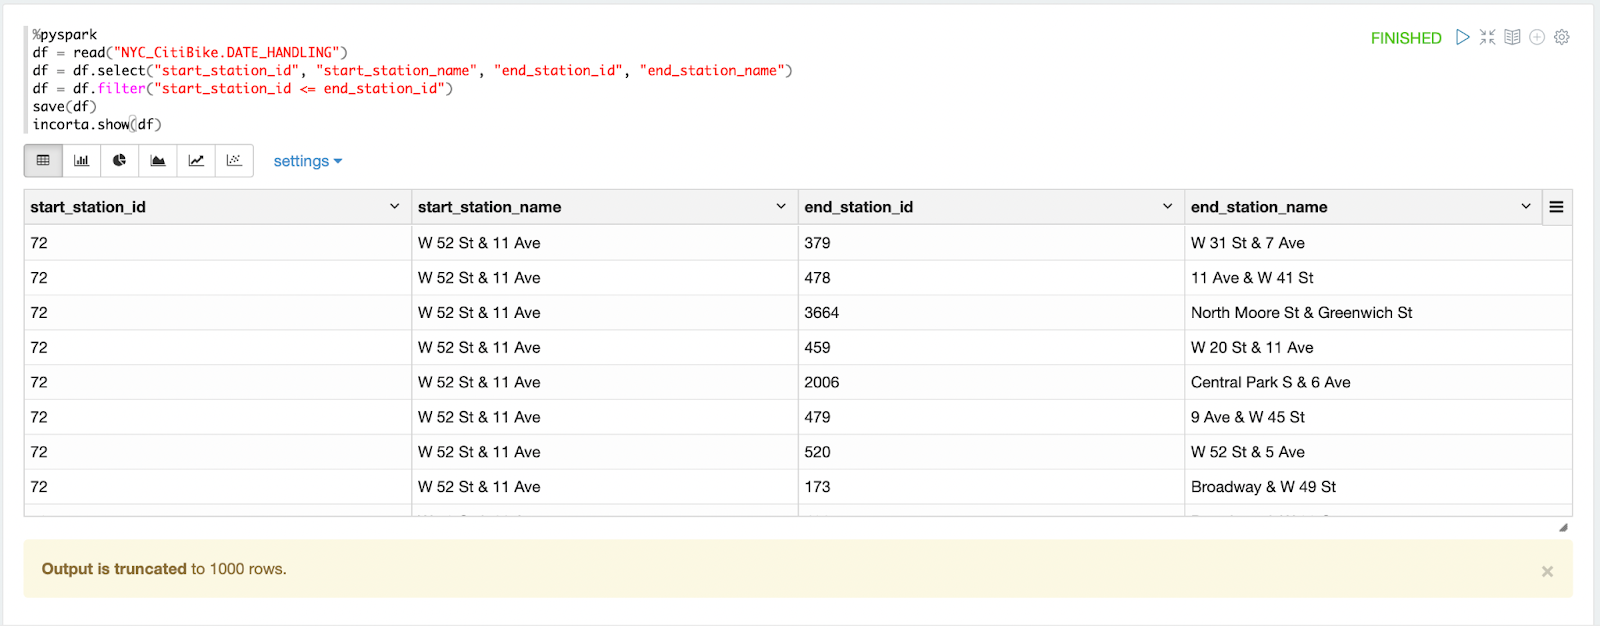 %pyspark
df = read("NYC_CitiBike.DATE_HANDLING")
df = df.select("start_station_id", "start_station_name", "end_station_id", "end_station_name")
df = df.filter("start_station_id <= end_station_id")
save(df)
incorta.show(df)
FINISHED
settings
start_station_id start_station_name end_station_id end_station_name
72 W 52 St & 11 Ave 379 W 31 St & 7 Ave
72 W 52 St & 11 Ave 478 11 Ave & W 41 St
72 W 52 St & 11 Ave 3664 North Moore St & Greenwich St
72 W 52 St & 11 Ave 459 W 20 St & 11 Ave
72 W 52 St & 11 Ave 2006 Central Park S & 6 Ave
72 W 52 St & 11 Ave 479 9 Ave & W 45 St
72 W 52 St & 11 Ave 520 W 52 St & 5 Ave
72 W 52 St & 11 Ave 173 Broadway & W 49 St
Output is truncated to 1000 rows.